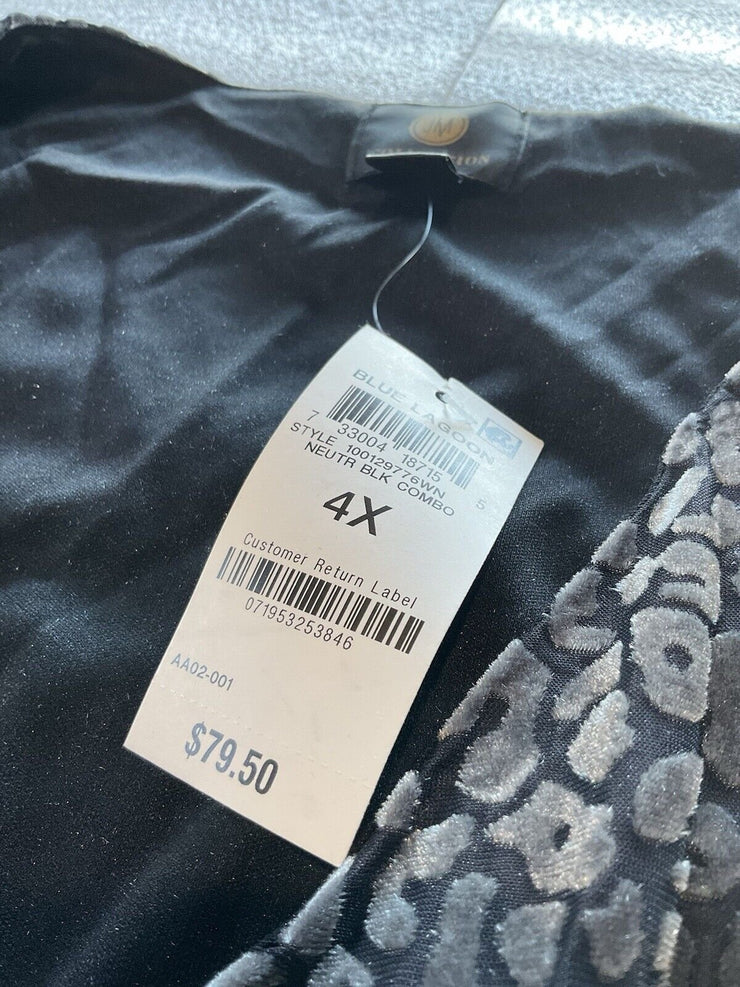 JM
BLUE LAGOON
7 33004 18715 5
STYLE 100129776WN
NEUTR BLK COMBO
4X
Customer Return Label
071953253846
AA02-001
$79.50